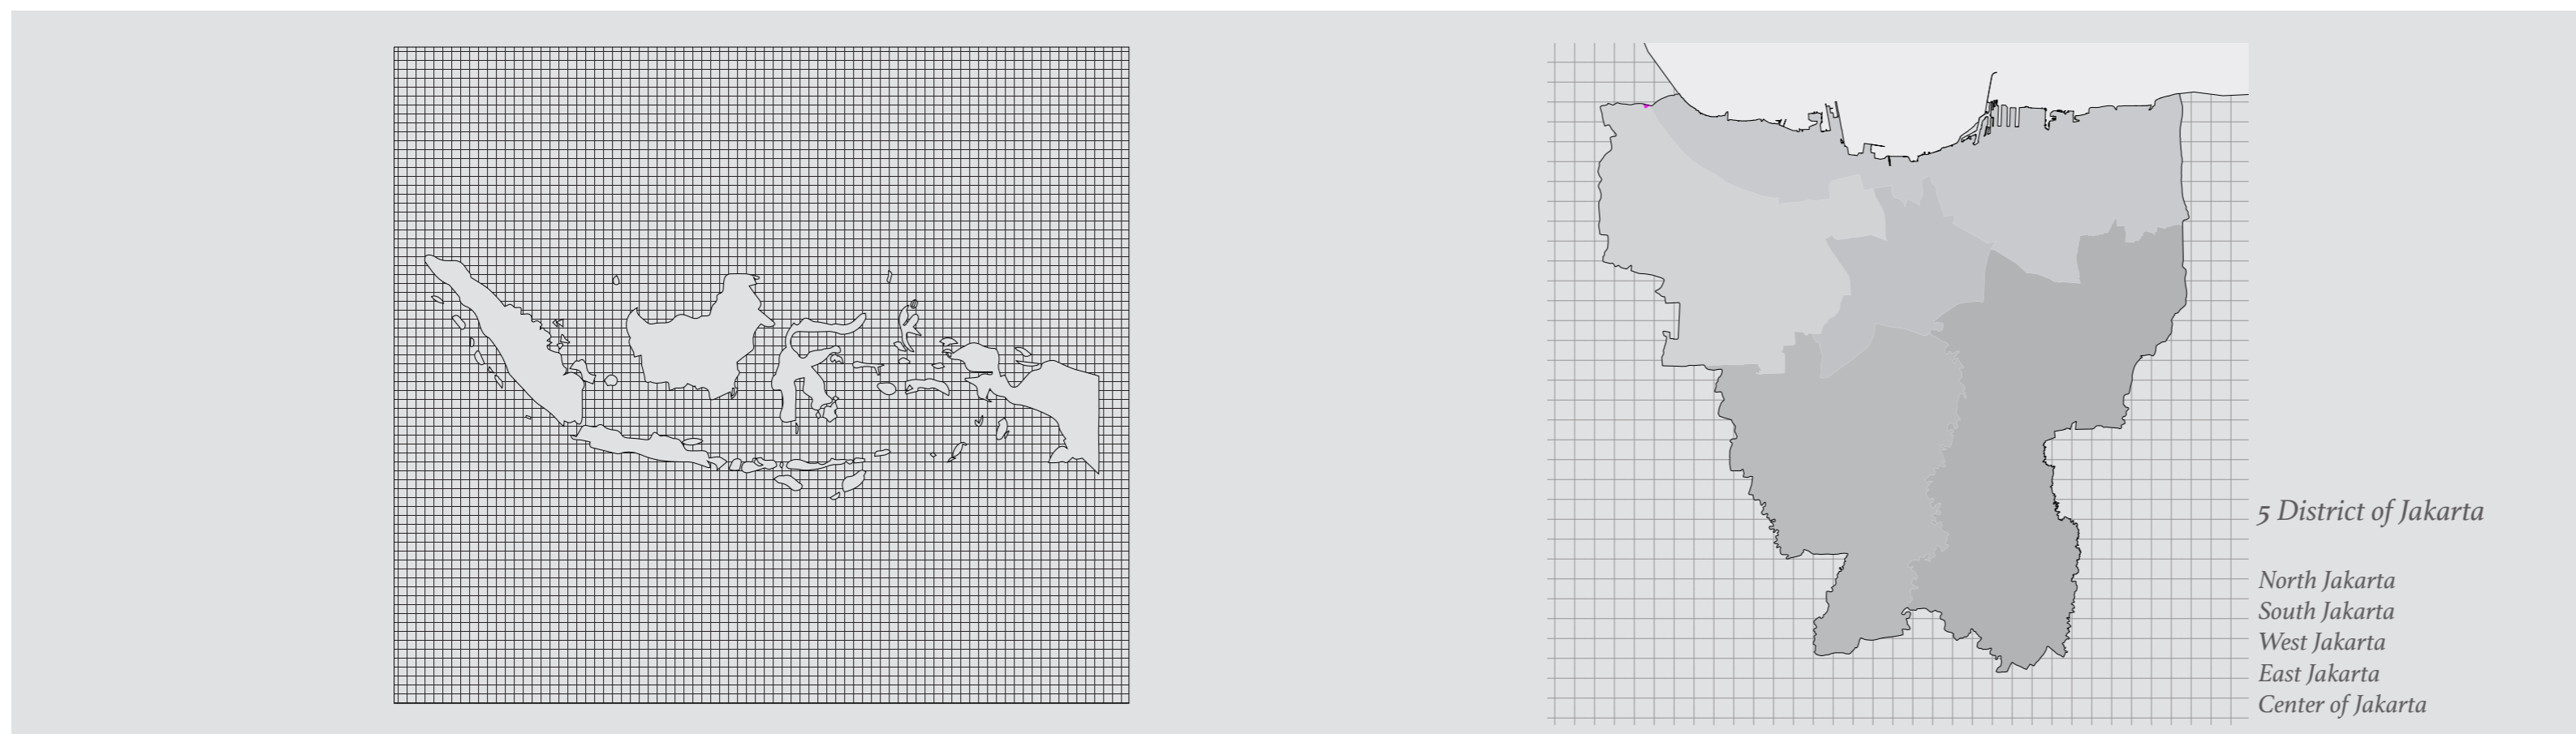 5 District of Jakarta
North Jakarta
South Jakarta
West Jakarta
East Jakarta
Center of Jakarta